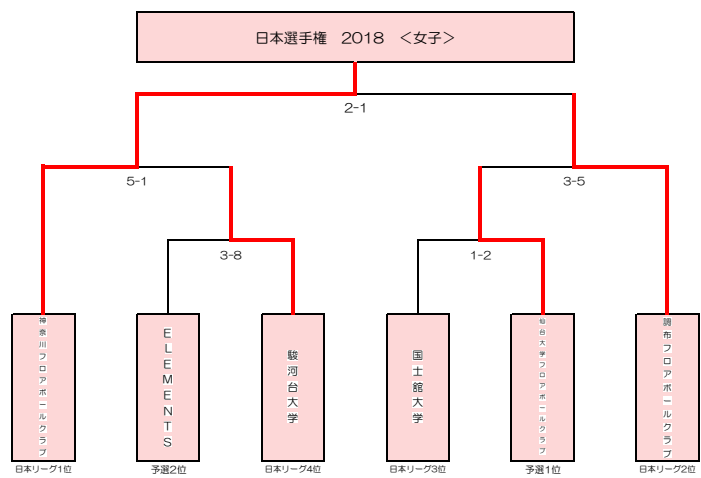 日本選手権 2018 ＜女子＞
2-1
5-1
3-5
3-8
1-2
神奈川フロアボールクラブ
ELEMENTS
駿河台大学
国士舘大学
仙台大学フロアボールクラブ
調布フロアボールクラブ
日本リーグ1位
予選2位
日本リーグ4位
日本リーグ3位
予選1位
日本リーグ2位